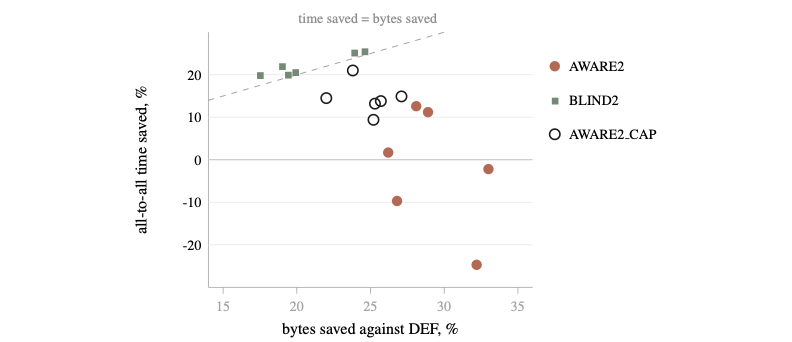 time saved = bytes saved
AWARE2
BLIND2
AWARE2_CAP
all-to-all time saved, %
20
10
0
-10
-20
15
20
25
30
35
bytes saved against DEF, %